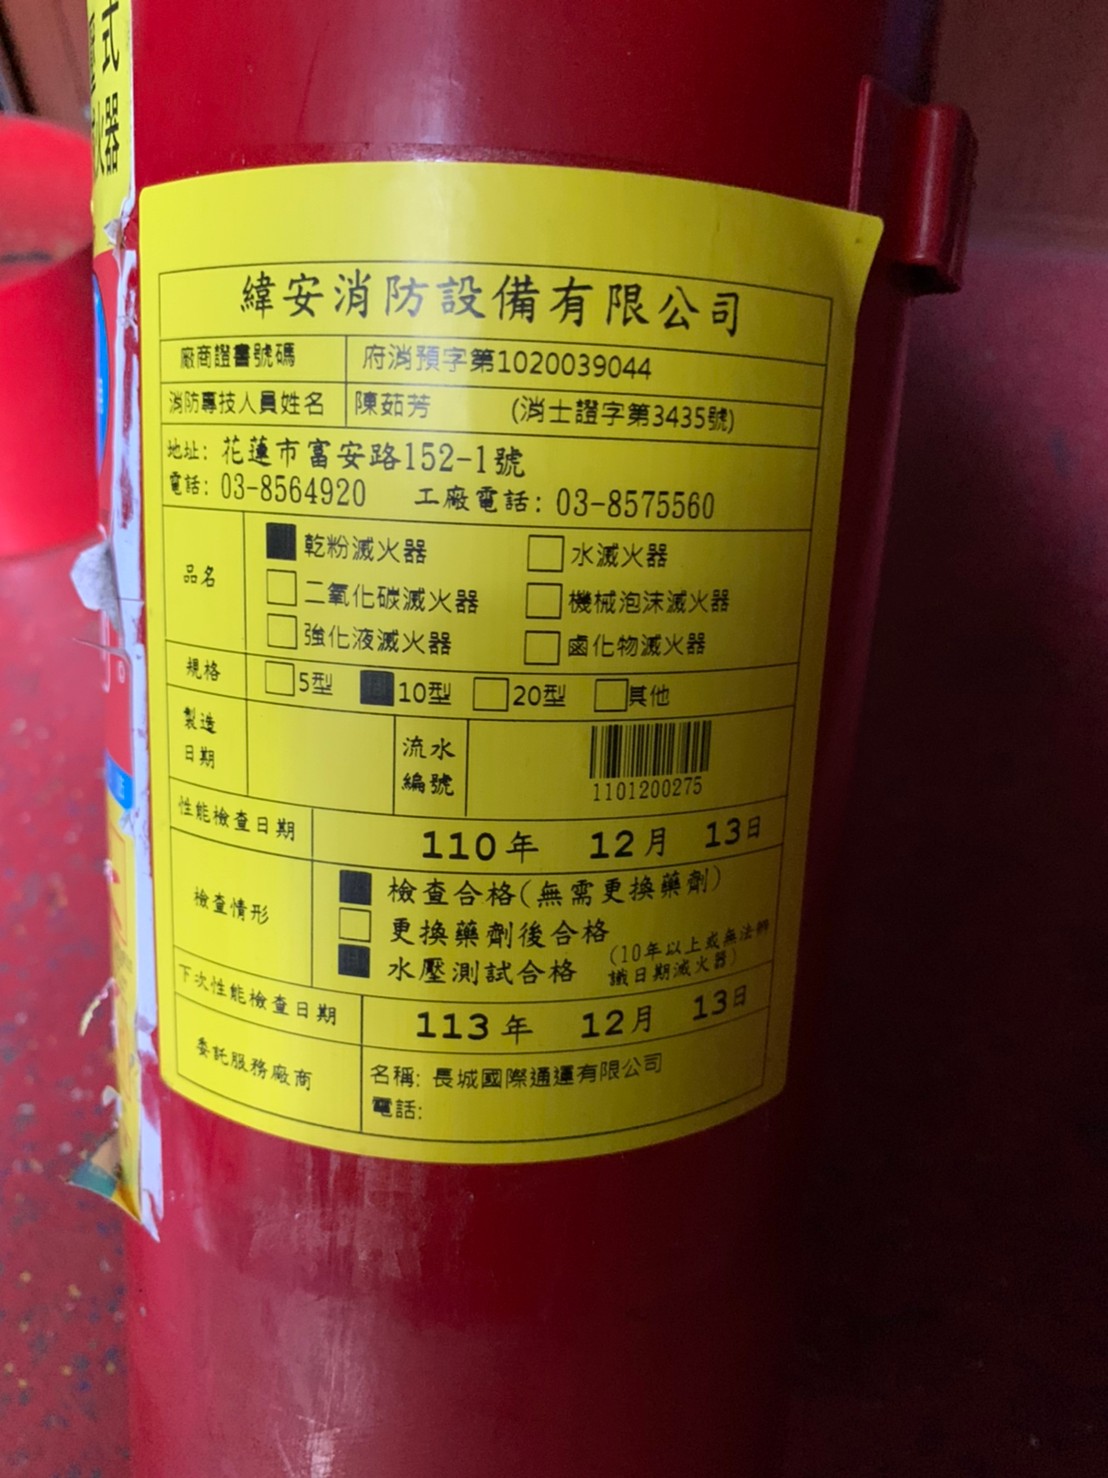 式
火器
緯安消防設備有限公司
廠商證書號碼 府消預字第1020039044
消防專技人員姓名 陳茹芳 (消士證字第3435號)
地址: 花蓮市富安路152-1號
電話: 03-8564920 工廠電話: 03-8575560
品名
■乾粉滅火器 □水滅火器
□二氧化碳滅火器 □機械泡沫滅火器
□強化液滅火器 □鹵化物滅火器
規格 □5型 ■10型 □20型 □其他
製造
日期
流水
編號
1101200275
性能檢查日期 110年 12月 13日
檢查情形
■檢查合格(無需更換藥劑)
□更換藥劑後合格
■水壓測試合格 (10年以上或無法辨
識日期滅火器)
下次性能檢查日期 113年 12月 13日
委託服務廠商
名稱: 長城國際通運有限公司
電話: